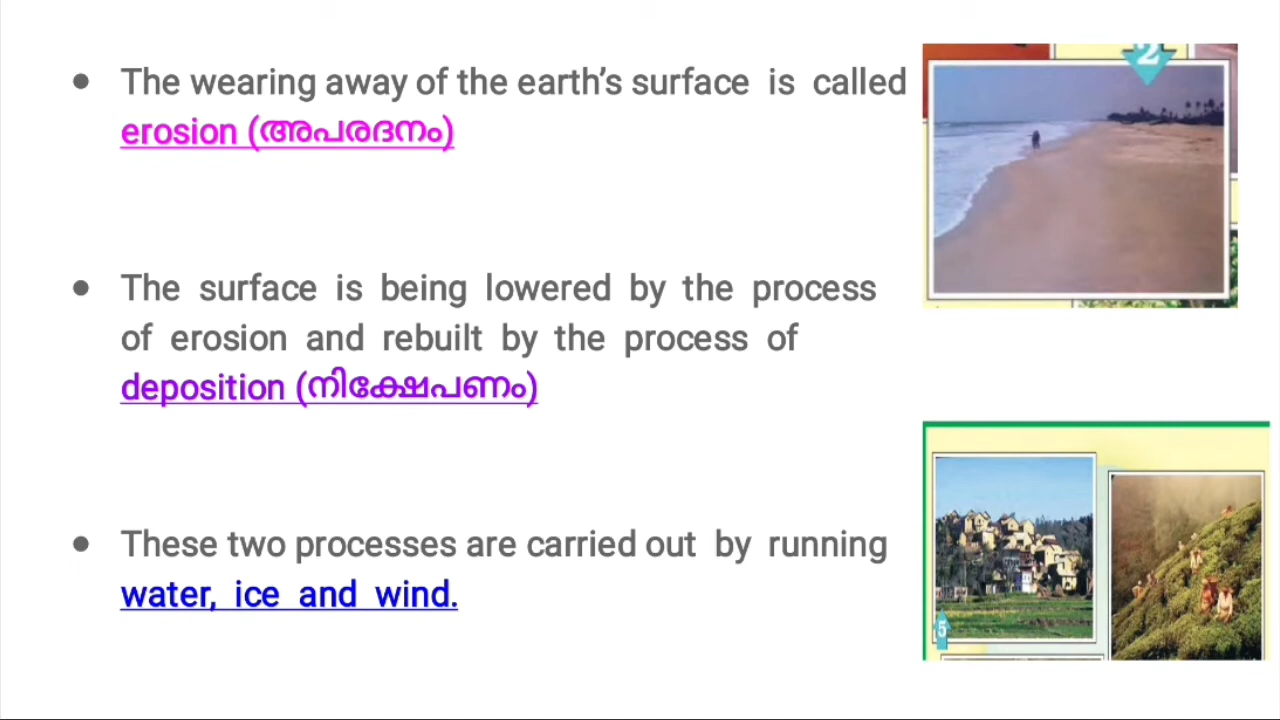 ● The wearing away of the earth’s surface is called
erosion (അപരദനം)
● The surface is being lowered by the process
of erosion and rebuilt by the process of
deposition (നിക്ഷേപണം)
● These two processes are carried out by running
water, ice and wind.
2
5